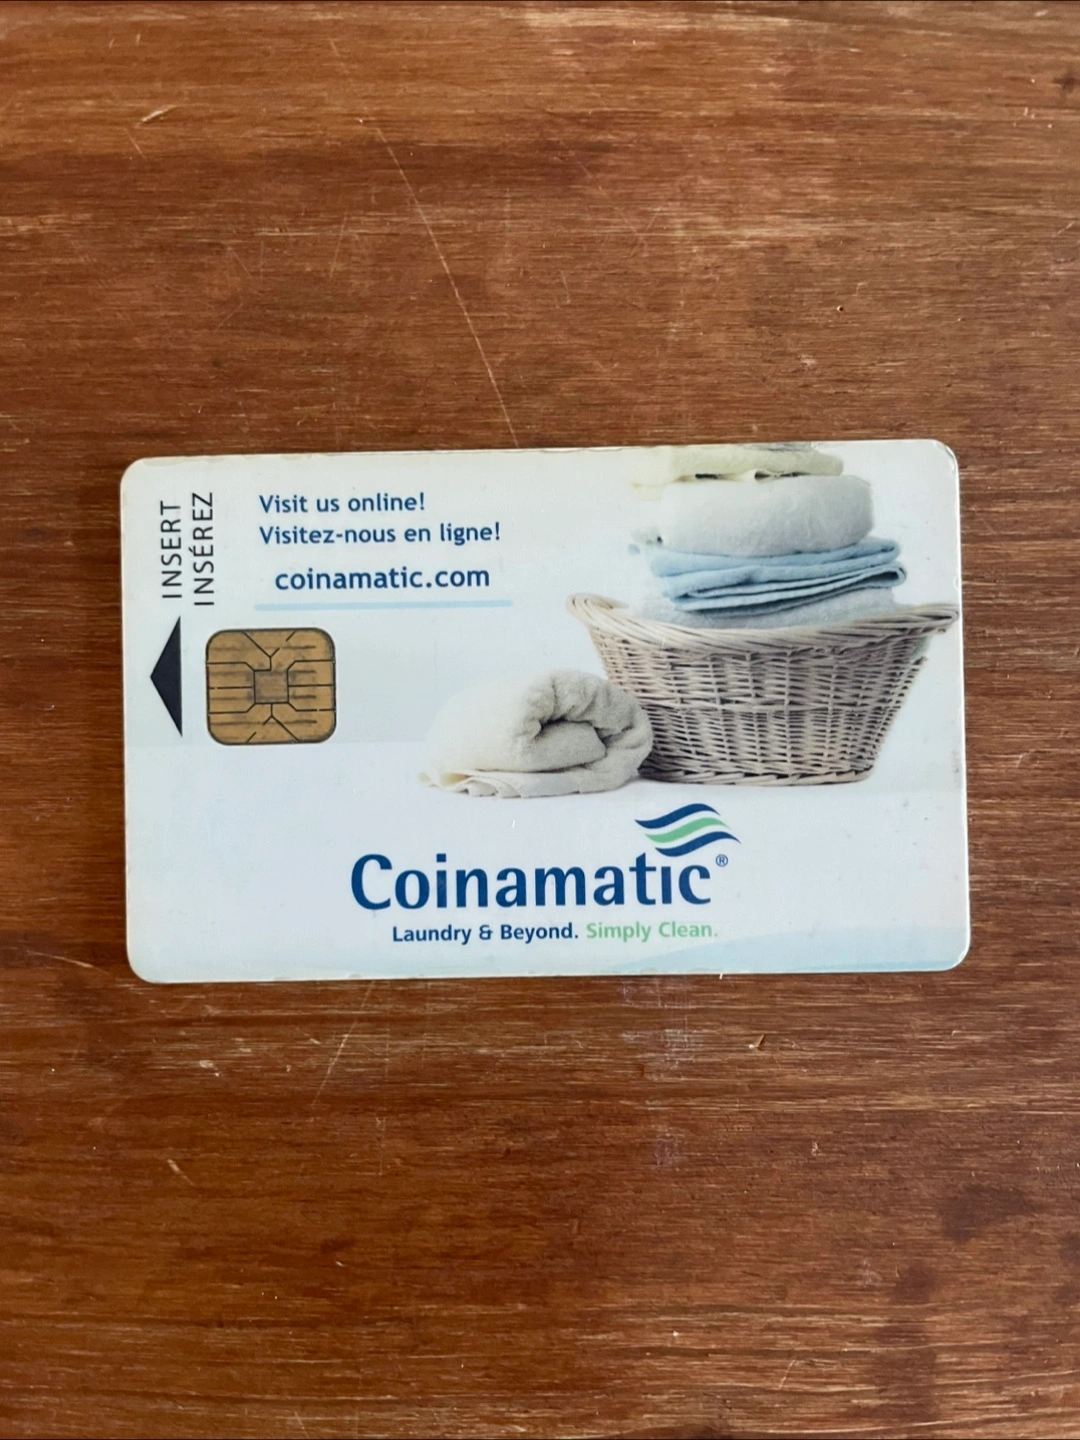 INSERT
INSÉREZ
Visit us online!
Visitez-nous en ligne!
coinamatic.com
Coinamatic®
Laundry & Beyond. Simply Clean.